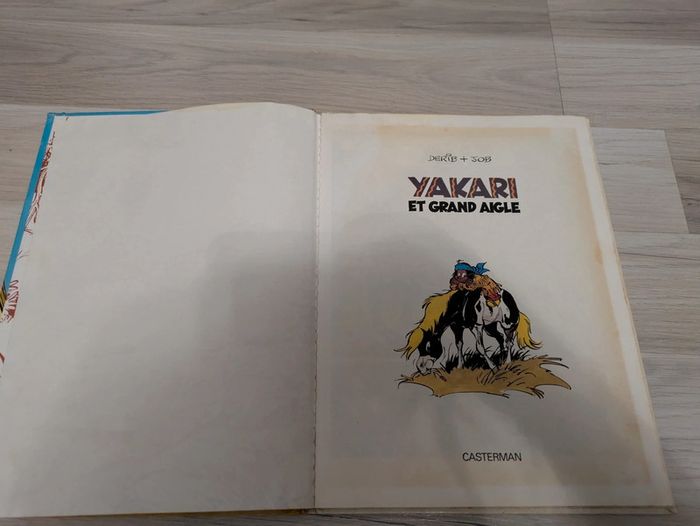 DERIB + JOB
YAKARI
ET GRAND AIGLE
CASTERMAN